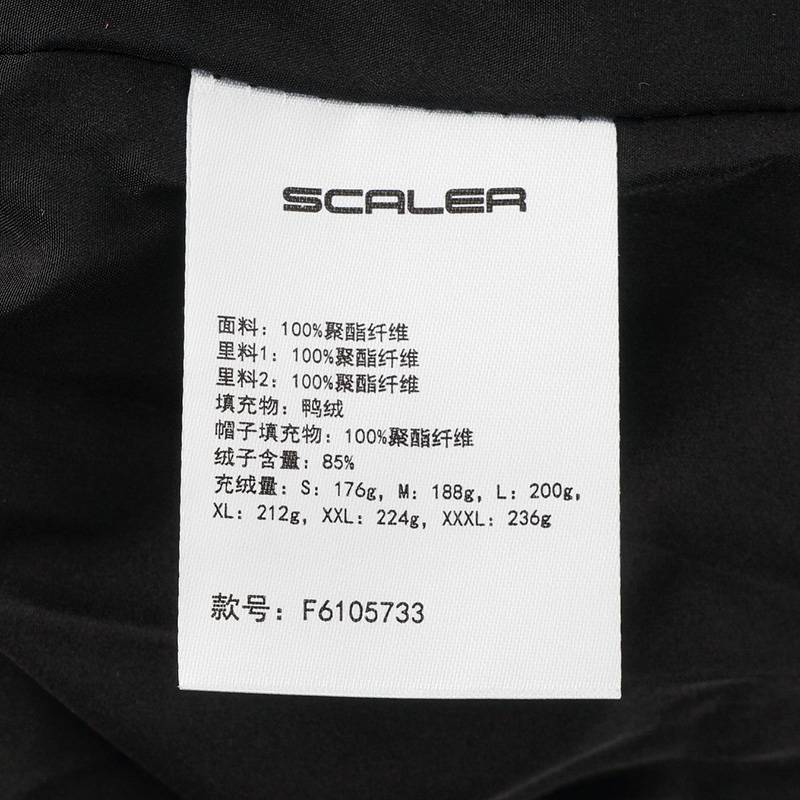 SCALER
面料：100%聚酯纤维
里料1：100%聚酯纤维
里料2：100%聚酯纤维
填充物：鸭绒
帽子填充物：100%聚酯纤维
绒子含量：85%
充绒量：S：176g，M：188g，L：200g，
XL：212g，XXL：224g，XXXL：236g
款号：F6105733